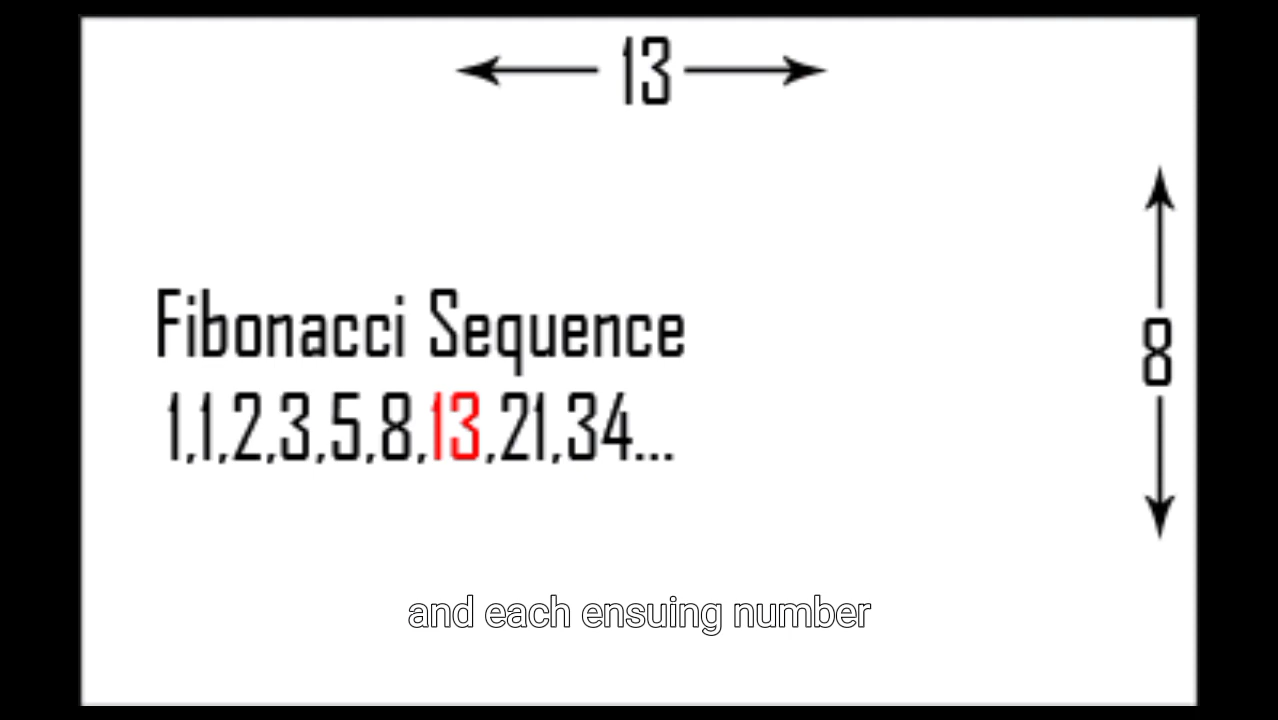 13
8
Fibonacci Sequence
1,1,2,3,5,8,13,21,34...
and each ensuing number